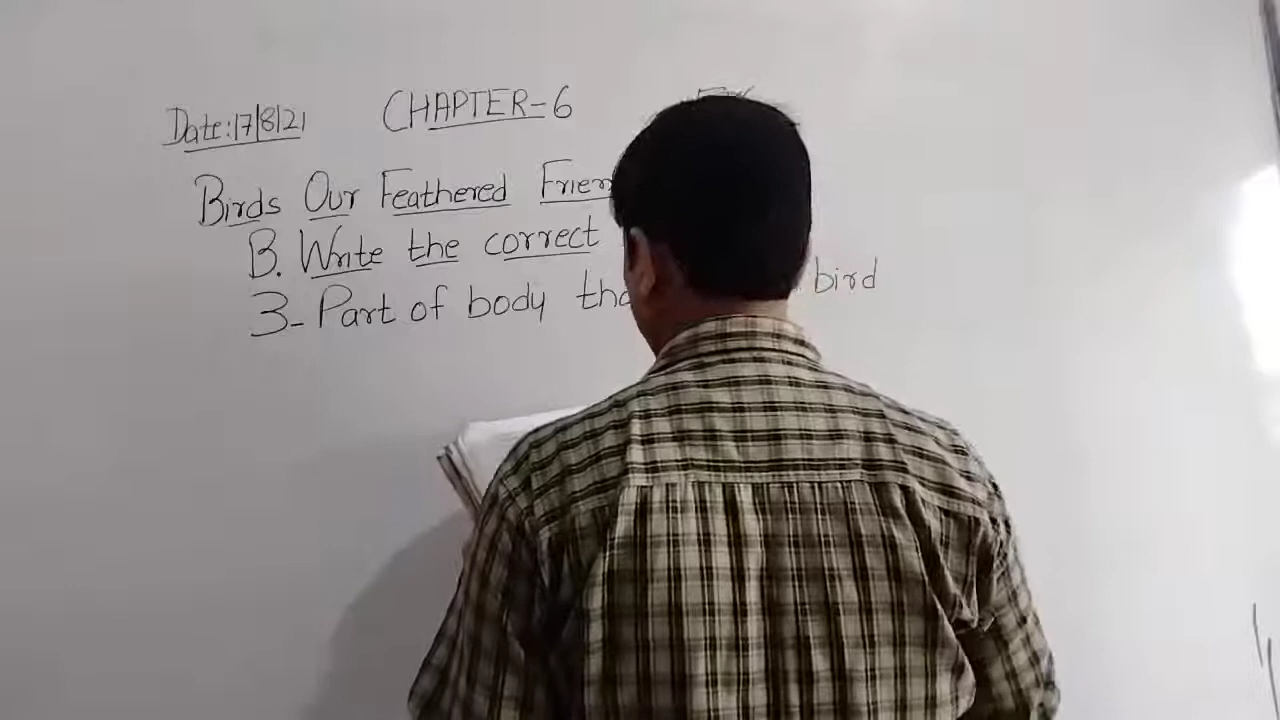 Date:17/8/21 CHAPTER-6
Birds Our Feathered
B. Write the correct
3- Part of body bird